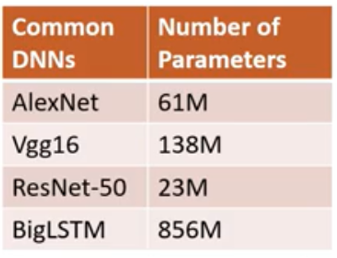 Common DNNs Number of Parameters
AlexNet 61M
Vgg16 138M
ResNet-50 23M
BigLSTM 856M